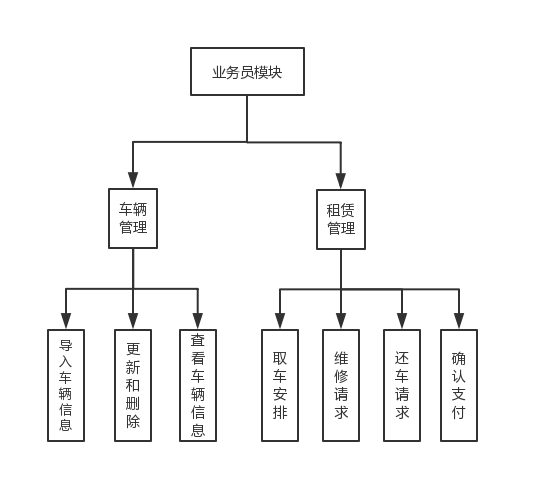 业务员模块
车辆
管理
租赁
管理
导入车辆信息
更新和删除
查看车辆信息
取车安排
维修请求
还车请求
确认支付